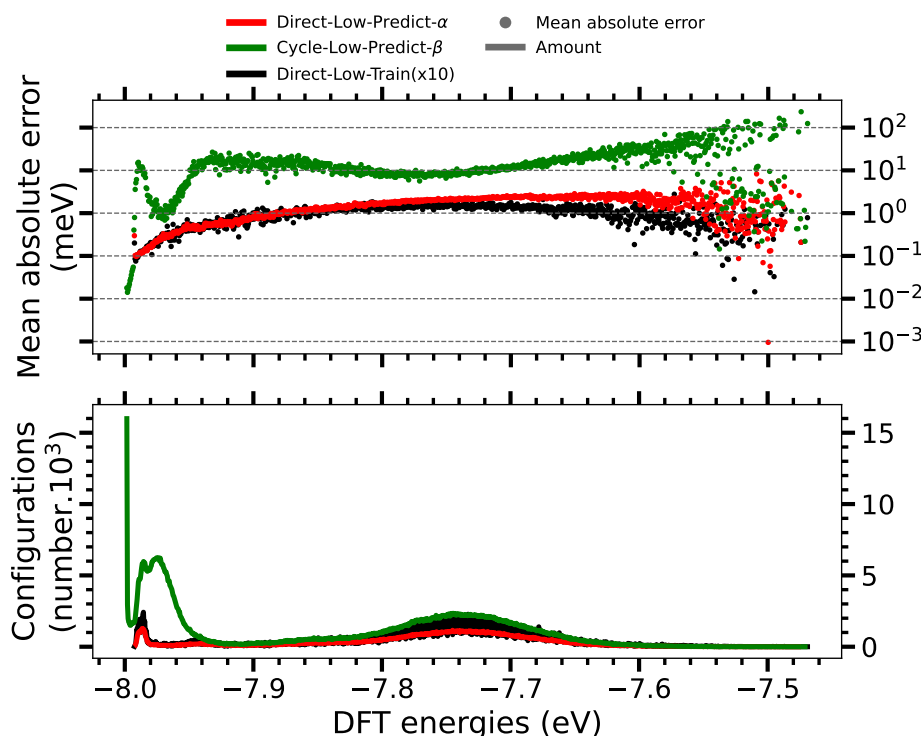 Direct-Low-Predict-α
Cycle-Low-Predict-β
Direct-Low-Train(x10)
Mean absolute error
Amount
Mean absolute error
(meV)
10²
10¹
10⁰
10⁻¹
10⁻²
10⁻³
Configurations
(number.10³)
15
10
5
0
−8.0 −7.9 −7.8 −7.7 −7.6 −7.5
DFT energies (eV)